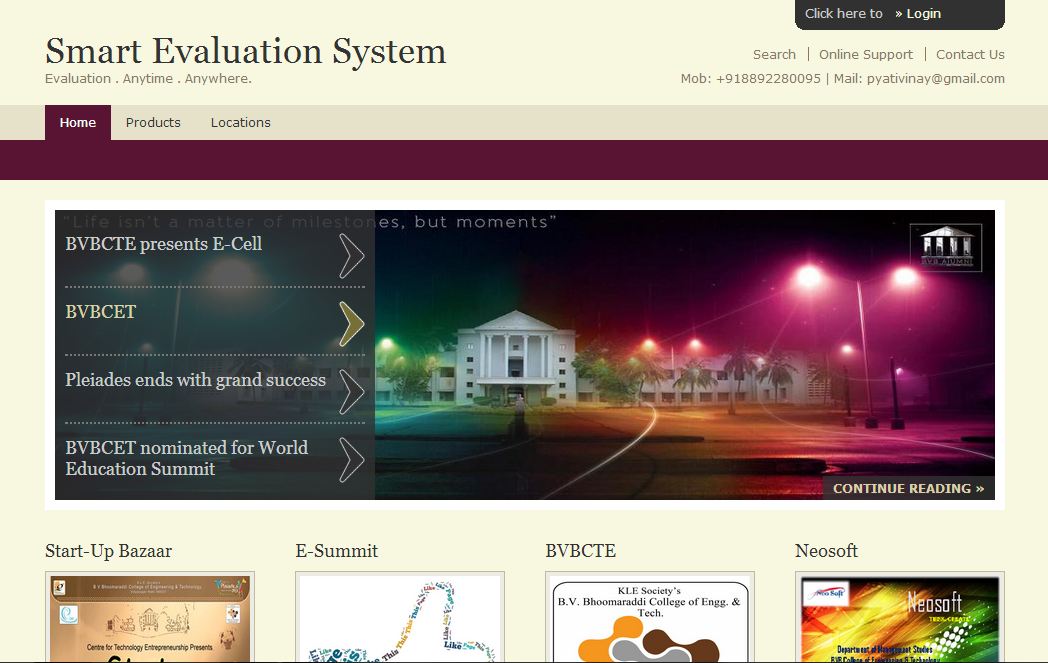 Click here to » Login
Smart Evaluation System
Evaluation . Anytime . Anywhere.
Search | Online Support | Contact Us
Mob: +918892280095 | Mail: pyativinay@gmail.com
Home Products Locations
"Life isn't a matter of milestones, but moments"
BVBCTE presents E-Cell
BVBCET
Pleiades ends with grand success
BVBCET nominated for World
Education Summit
BVB ALUMNI
CONTINUE READING »
Start-Up Bazaar
E-Summit
BVBCTE
Neosoft
B.V. Bhoomaraddi College of Engineering & Technology
Centre for Technology Entrepreneurship Presents
Like This
KLE Society's
B.V. Bhoomaraddi College of Engg. &
Tech.
NeoSoft
Neosoft
THINK. CREATE
Department of Management Studies
BVB College of Engineering & Technology